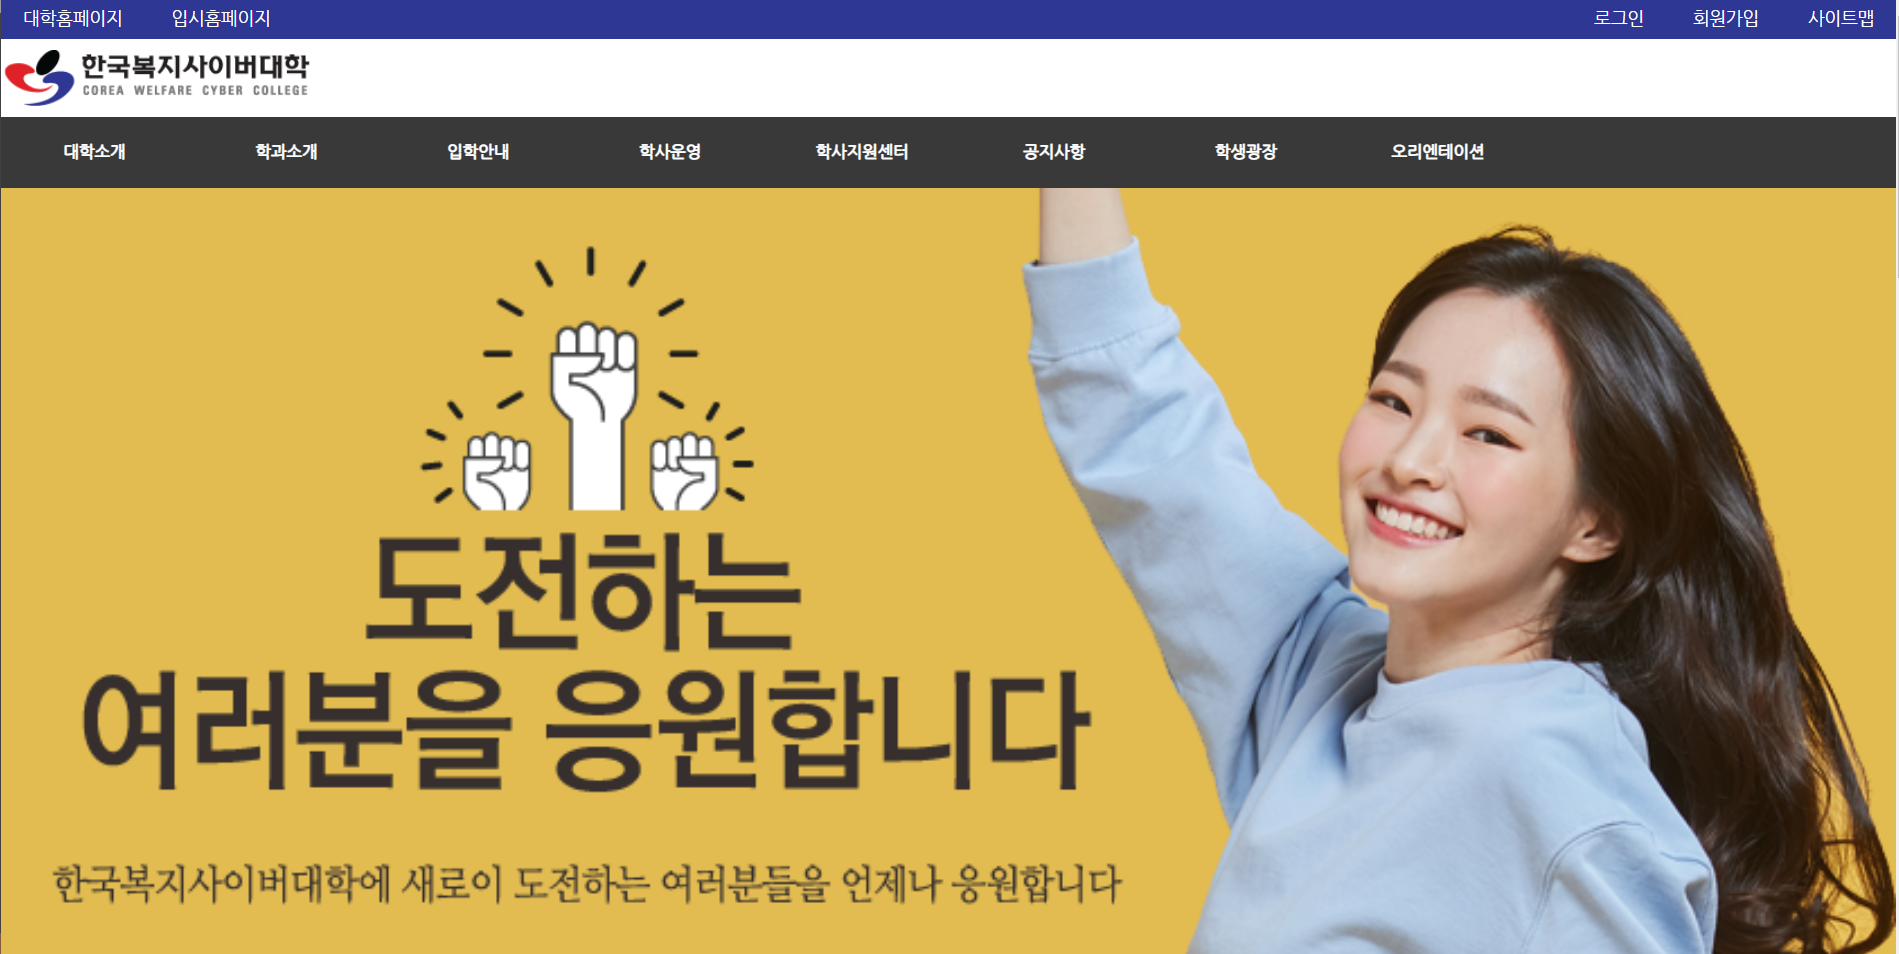 대학홈페이지 입시홈페이지 로그인 회원가입 사이트맵
한국복지사이버대학
COREA WELFARE CYBER COLLEGE
대학소개 학과소개 입학안내 학사운영 학사지원센터 공지사항 학생광장 오리엔테이션
도전하는
여러분을 응원합니다
한국복지사이버대학에 새로이 도전하는 여러분들을 언제나 응원합니다